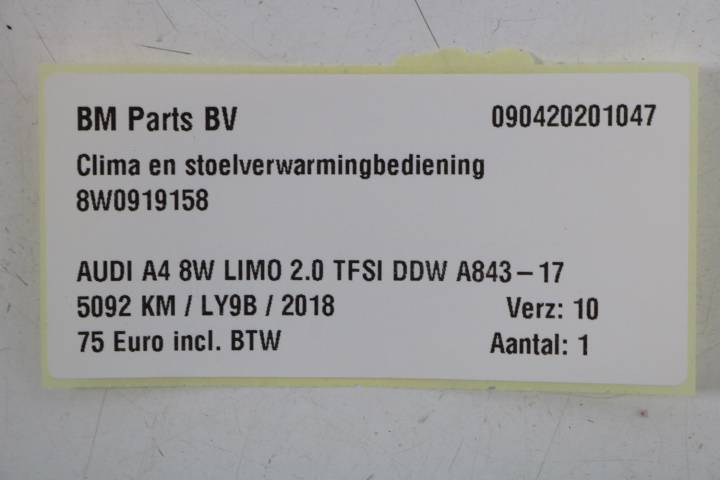 BM Parts BV 090420201047
Clima en stoelverwarmingbediening
8W0919158
AUDI A4 8W LIMO 2.0 TFSI DDW A843-17
5092 KM / LY9B / 2018 Verz: 10
75 Euro incl. BTW Aantal: 1